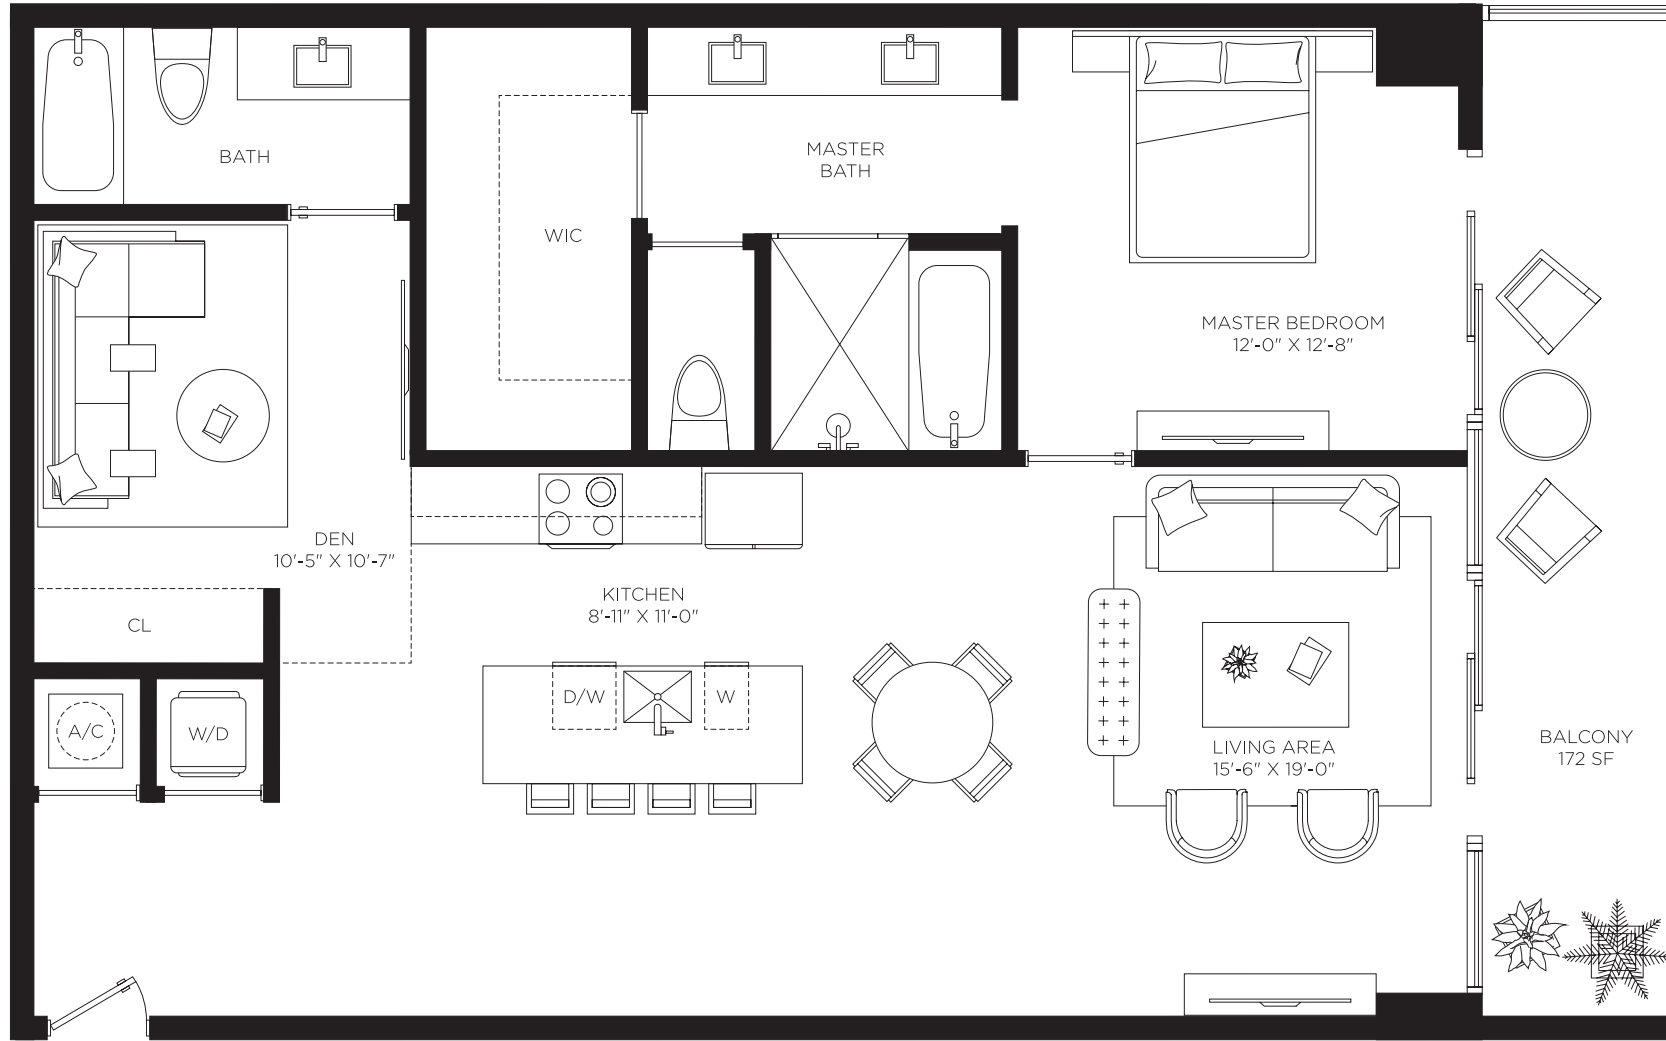 BATH
MASTER
BATH
WIC
MASTER BEDROOM
12'-0" X 12'-8"
DEN
10'-5" X 10'-7"
KITCHEN
8'-11" X 11'-0"
CL
D/W
W
A/C
W/D
LIVING AREA
15'-6" X 19'-0"
BALCONY
172 SF